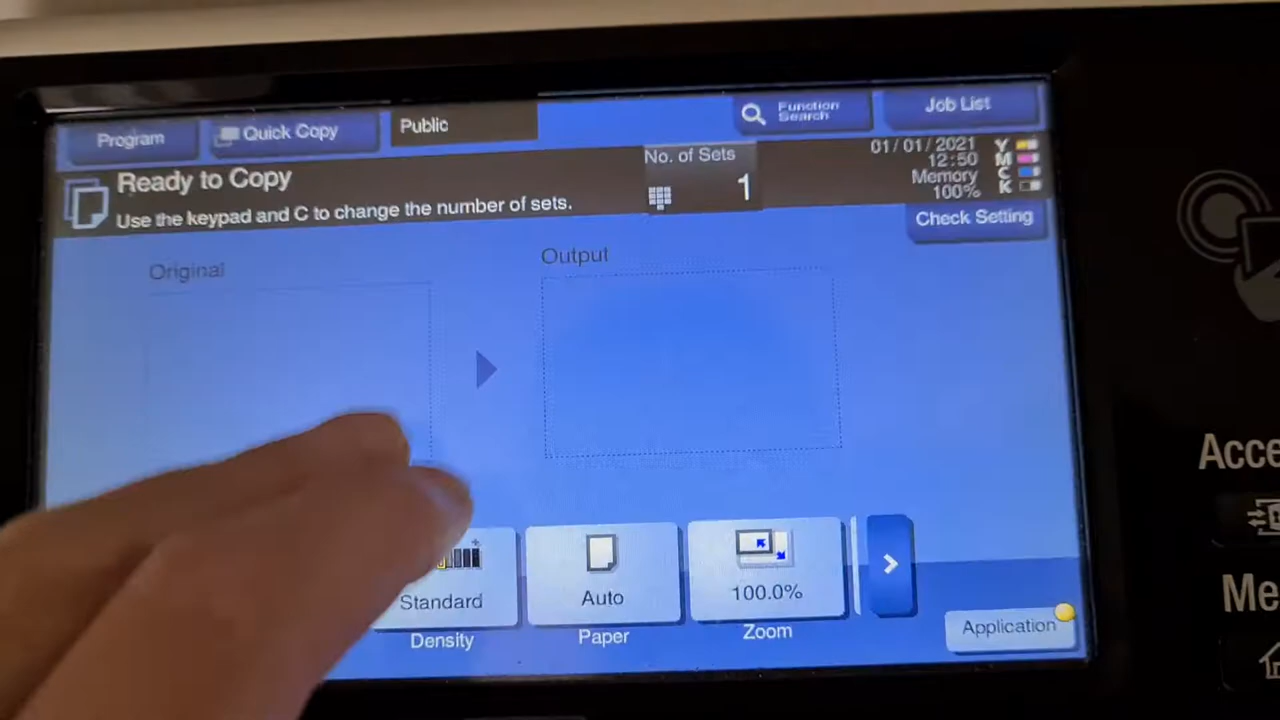 Program
Quick Copy
Public
Function
Search
Job List
Ready to Copy
Use the keypad and C to change the number of sets.
No. of Sets
1
01/01/2021
12:50
Memory
100%
Y
M
C
K
Check Setting
Original
Output
Standard
Density
Auto
Paper
100.0%
Zoom
Application
Acce
Me